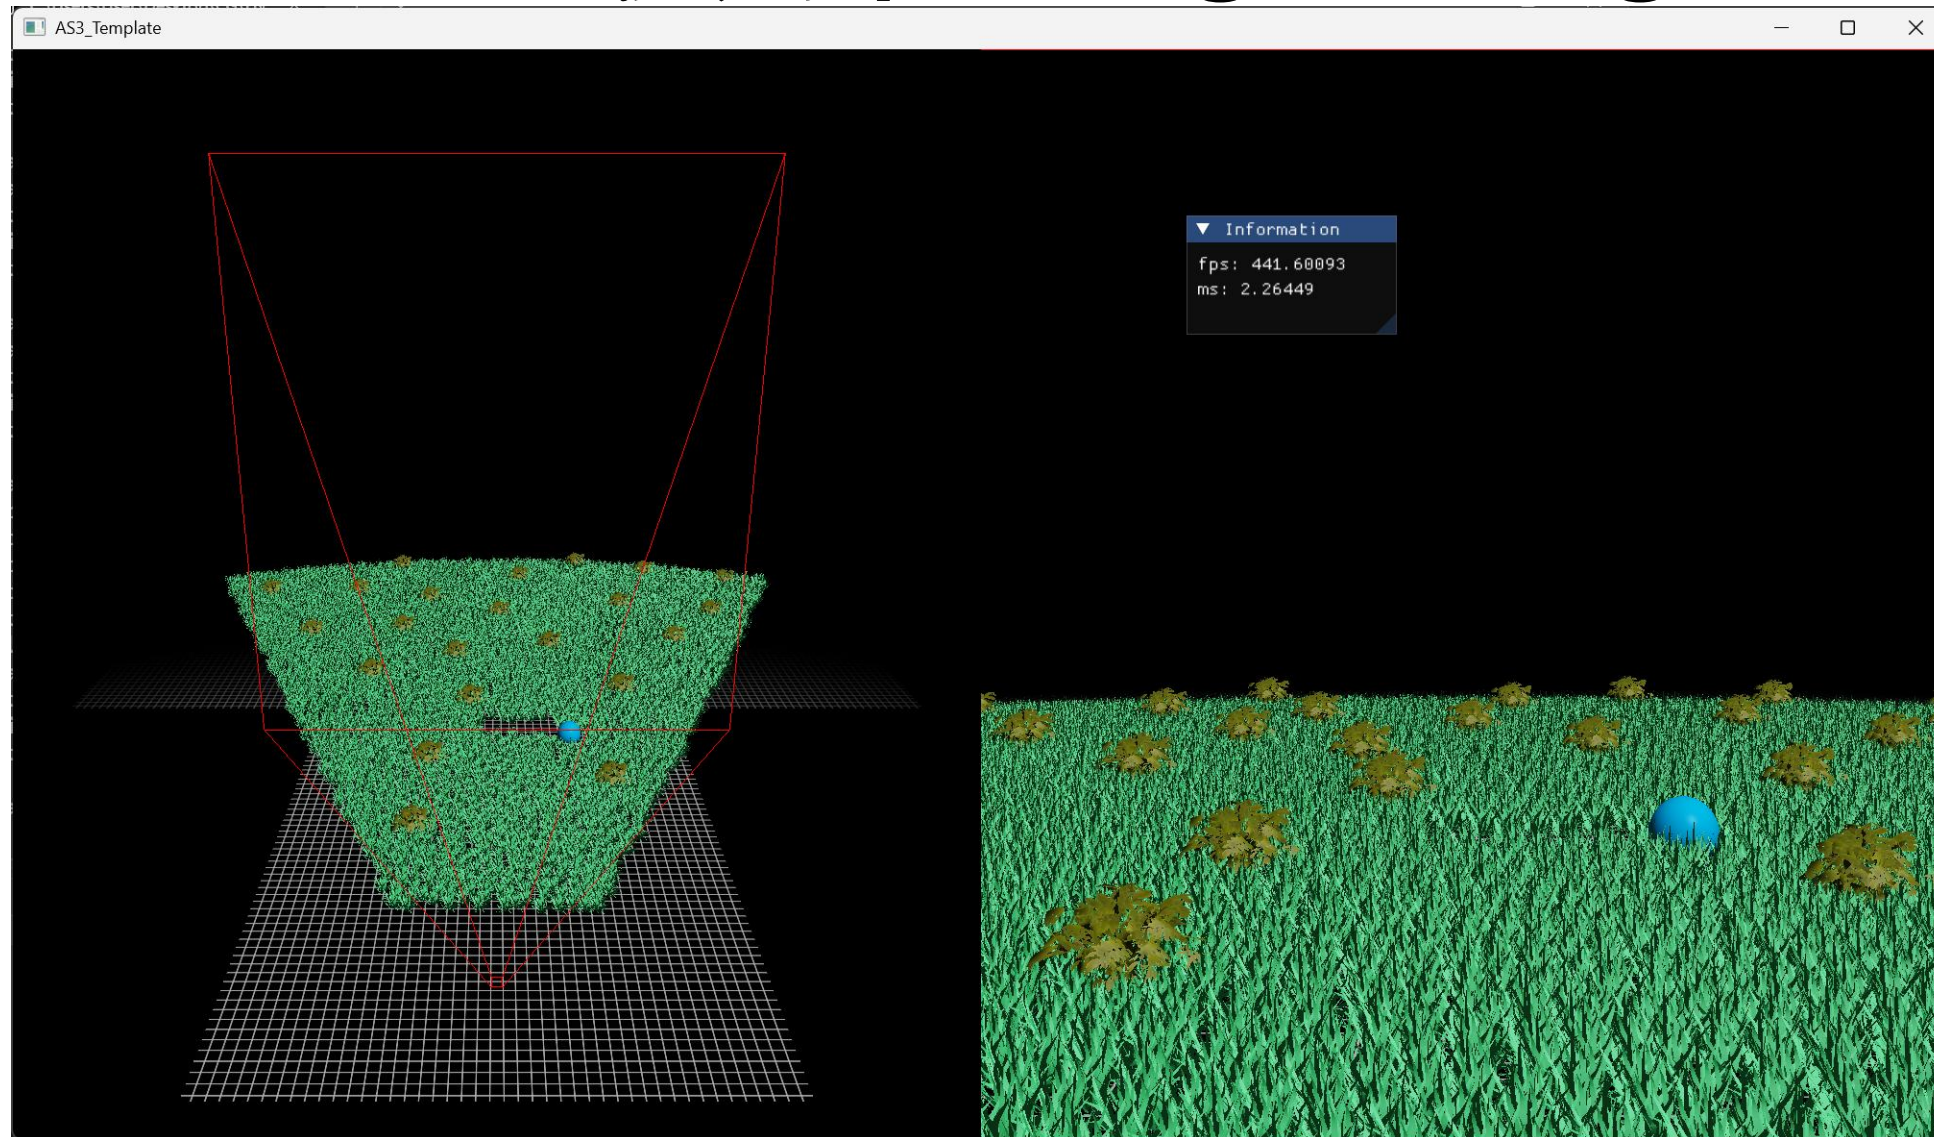 AS3_Template
▼ Information
fps: 441.60093
ms: 2.26449